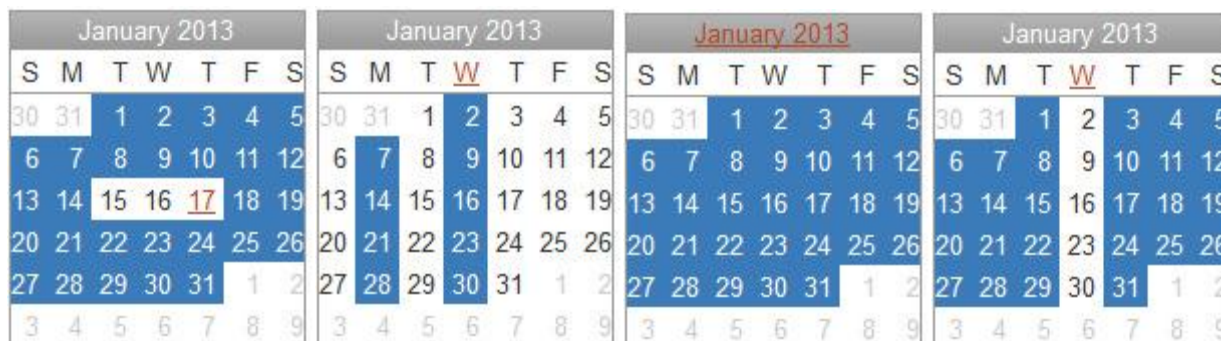 January 2013 January 2013 January 2013 January 2013
S M T W T F S S M T W T F S S M T W T F S S M T W T F S
30 31 1 2 3 4 5 30 31 1 2 3 4 5 30 31 1 2 3 4 5 30 31 1 2 3 4 5
6 7 8 9 10 11 12 6 7 8 9 10 11 12 6 7 8 9 10 11 12 6 7 8 9 10 11 12
13 14 15 16 17 18 19 13 14 15 16 17 18 19 13 14 15 16 17 18 19 13 14 15 16 17 18 19
20 21 22 23 24 25 26 20 21 22 23 24 25 26 20 21 22 23 24 25 26 20 21 22 23 24 25 26
27 28 29 30 31 1 2 27 28 29 30 31 1 2 27 28 29 30 31 1 2 27 28 29 30 31 1 2
3 4 5 6 7 8 9 3 4 5 6 7 8 9 3 4 5 6 7 8 9 3 4 5 6 7 8 9